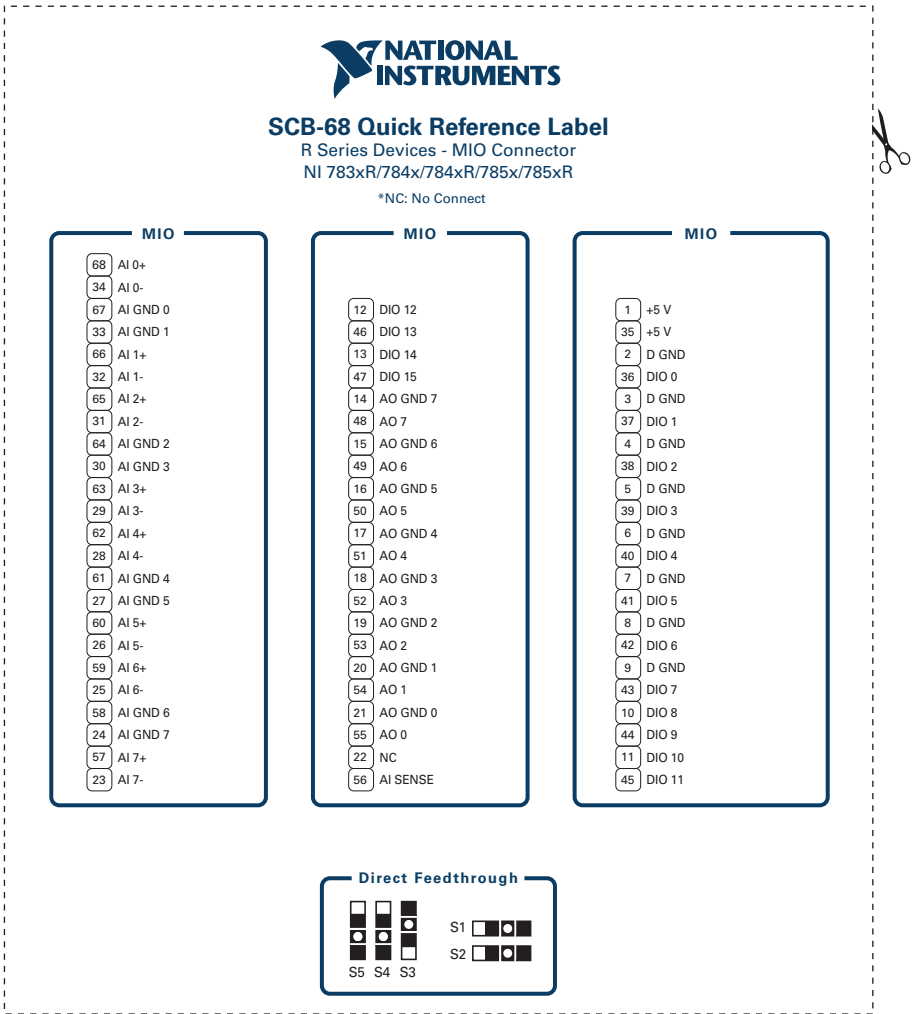 NATIONAL
INSTRUMENTS
SCB-68 Quick Reference Label
R Series Devices - MIO Connector
NI 783xR/784x/784xR/785x/785xR
*NC: No Connect
MIO
68 AI 0+
34 AI 0-
67 AI GND 0
33 AI GND 1
66 AI 1+
32 AI 1-
65 AI 2+
31 AI 2-
64 AI GND 2
30 AI GND 3
63 AI 3+
29 AI 3-
62 AI 4+
28 AI 4-
61 AI GND 4
27 AI GND 5
60 AI 5+
26 AI 5-
59 AI 6+
25 AI 6-
58 AI GND 6
24 AI GND 7
57 AI 7+
23 AI 7-
MIO
12 DIO 12
46 DIO 13
13 DIO 14
47 DIO 15
14 AO GND 7
48 AO 7
15 AO GND 6
49 AO 6
16 AO GND 5
50 AO 5
17 AO GND 4
51 AO 4
18 AO GND 3
52 AO 3
19 AO GND 2
53 AO 2
20 AO GND 1
54 AO 1
21 AO GND 0
55 AO 0
22 NC
56 AI SENSE
MIO
1 +5 V
35 +5 V
2 D GND
36 DIO 0
3 D GND
37 DIO 1
4 D GND
38 DIO 2
5 D GND
39 DIO 3
6 D GND
40 DIO 4
7 D GND
41 DIO 5
8 D GND
42 DIO 6
9 D GND
43 DIO 7
10 DIO 8
44 DIO 9
11 DIO 10
45 DIO 11
Direct Feedthrough
S5 S4 S3
S1
S2